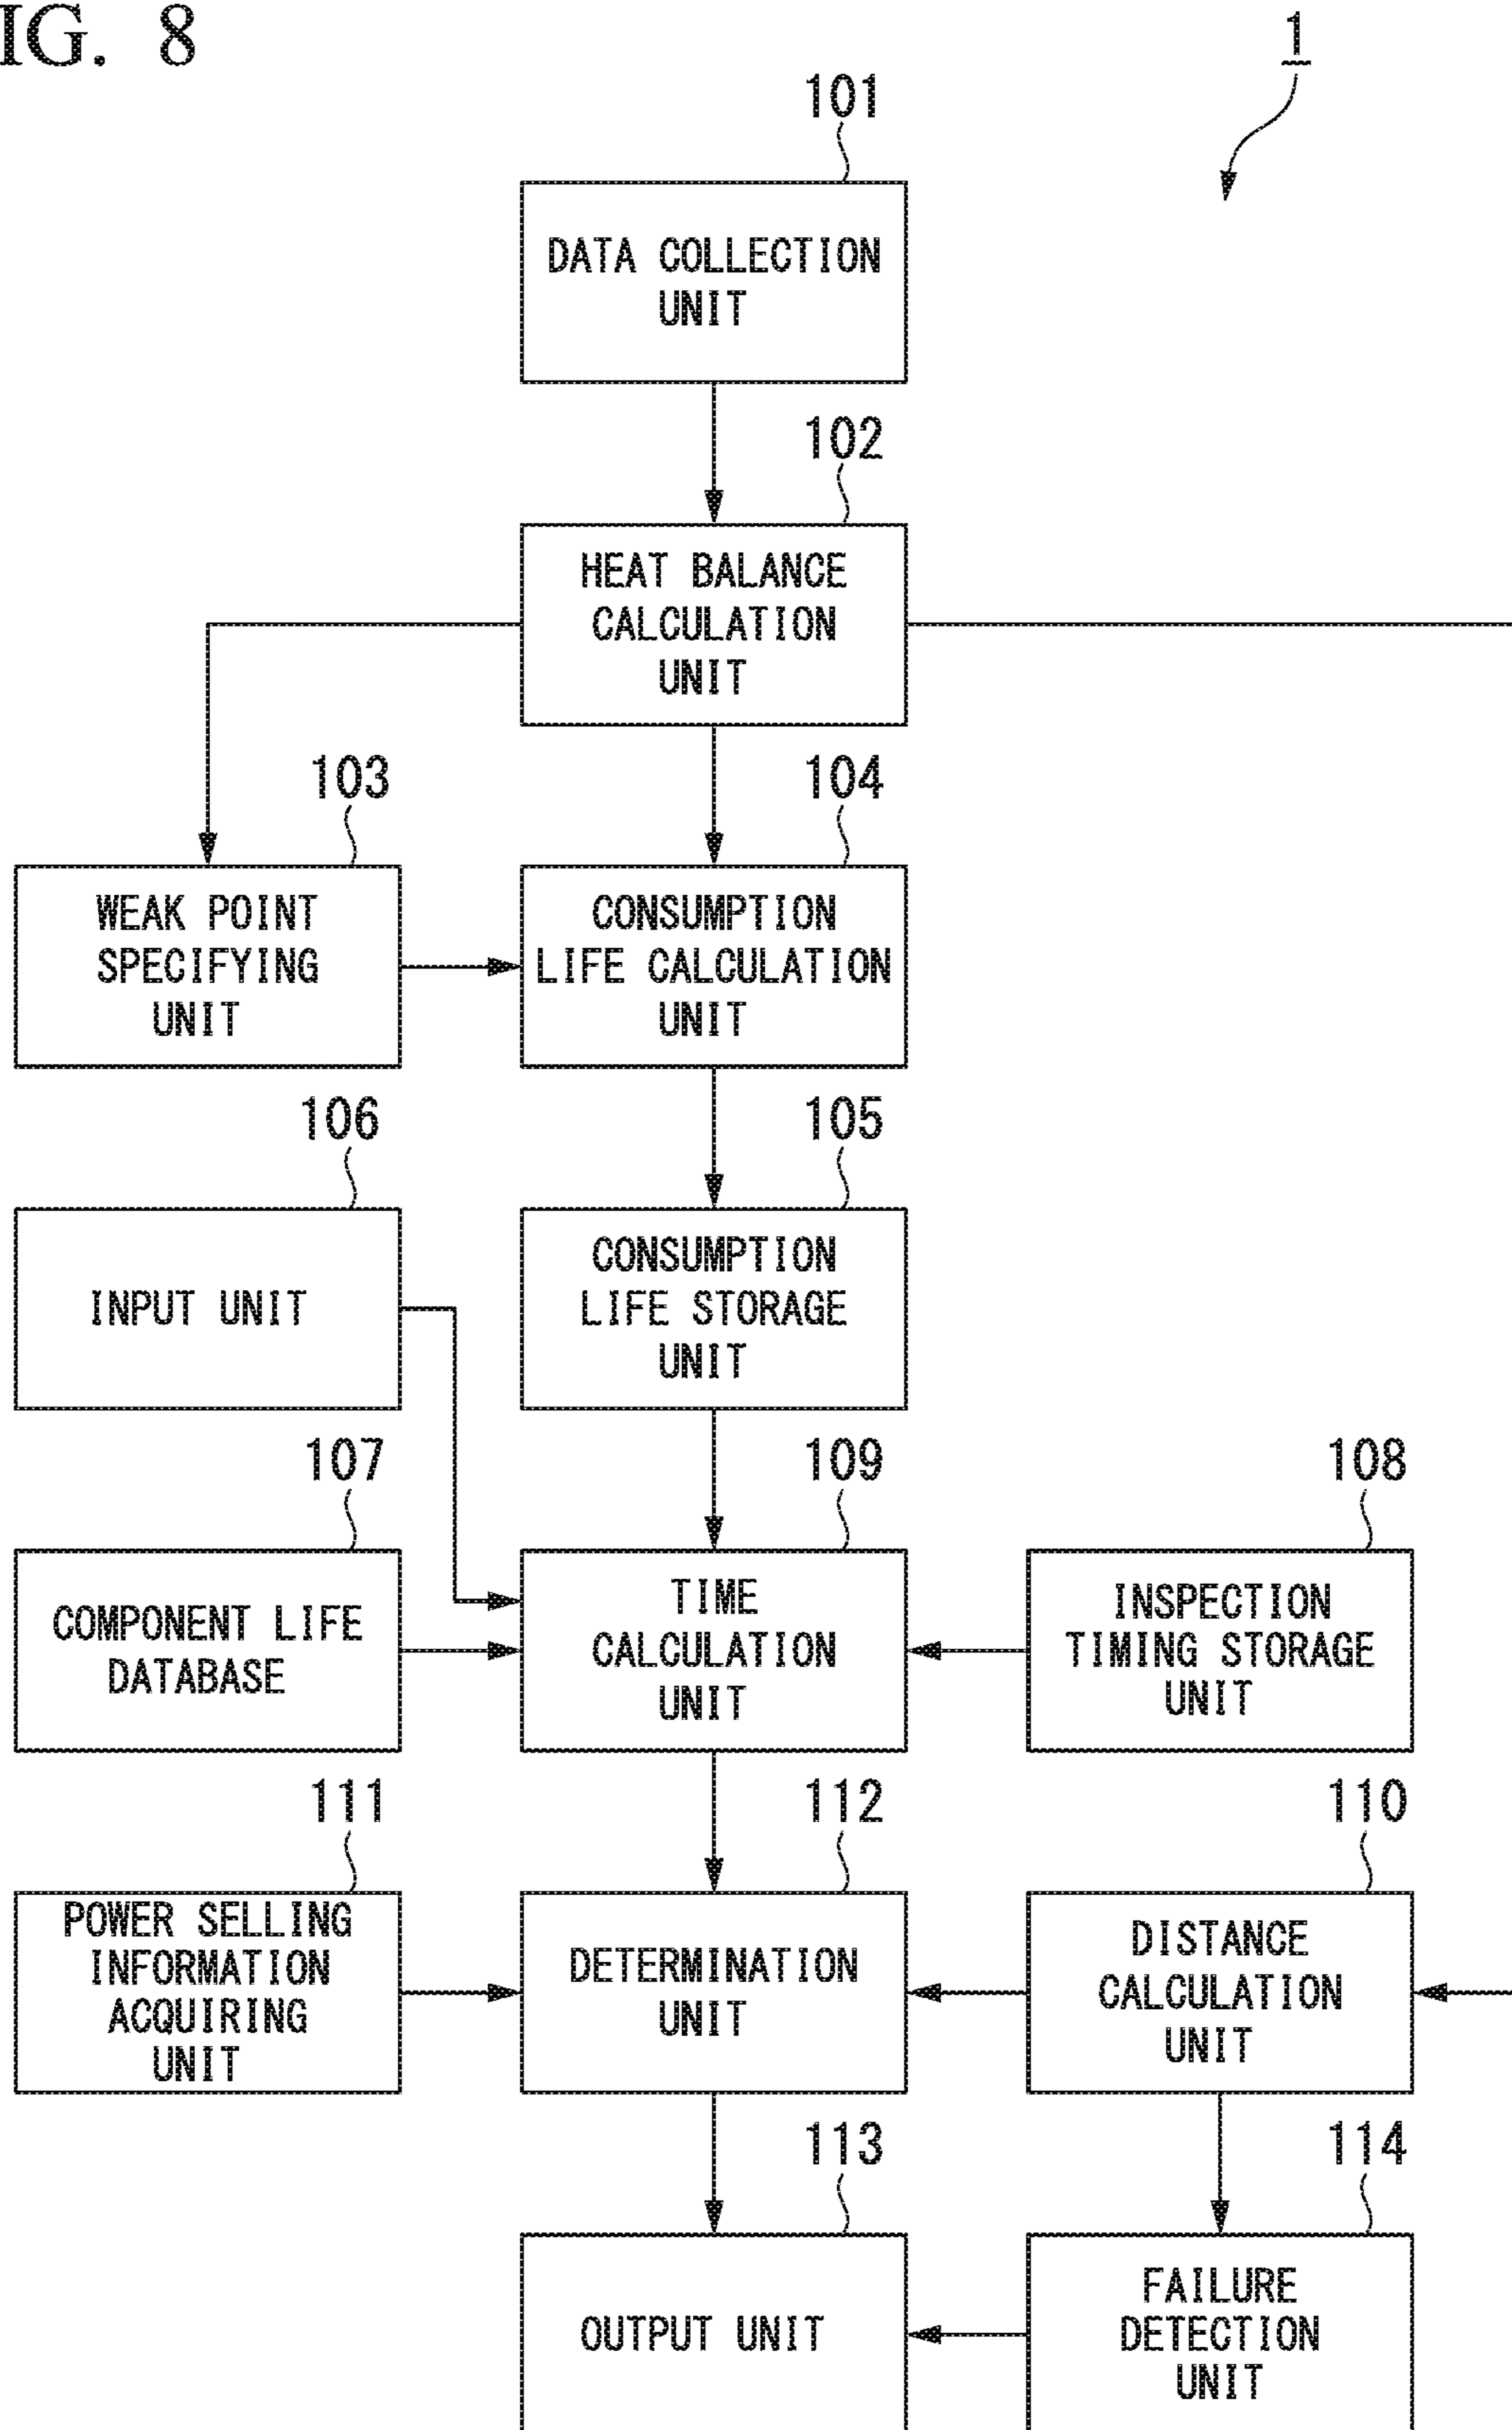 IG. 8
1
101
DATA COLLECTION
UNIT
102
HEAT BALANCE
CALCULATION
UNIT
103
WEAK POINT
SPECIFYING
UNIT
104
CONSUMPTION
LIFE CALCULATION
UNIT
106
INPUT UNIT
105
CONSUMPTION
LIFE STORAGE
UNIT
107
COMPONENT LIFE
DATABASE
109
TIME
CALCULATION
UNIT
108
INSPECTION
TIMING STORAGE
UNIT
111
POWER SELLING
INFORMATION
ACQUIRING
UNIT
112
DETERMINATION
UNIT
110
DISTANCE
CALCULATION
UNIT
113
OUTPUT UNIT
114
FAILURE
DETECTION
UNIT